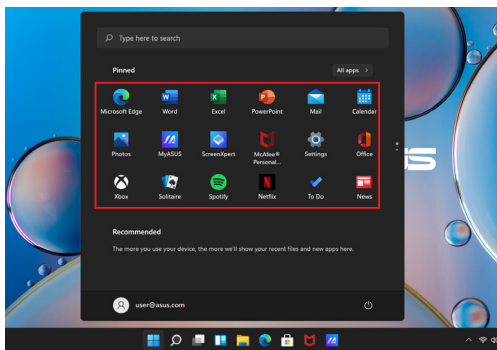 Type here to search
Pinned
All apps >
Microsoft Edge Word Excel PowerPoint Mail Calendar
Photos MyASUS ScreenXpert McAfee® Personal... Settings Office
Xbox Solitaire Spotify Netflix To Do News
Recommended
The more you use your device, the more we'll show your recent files and new apps here.
user@asus.com